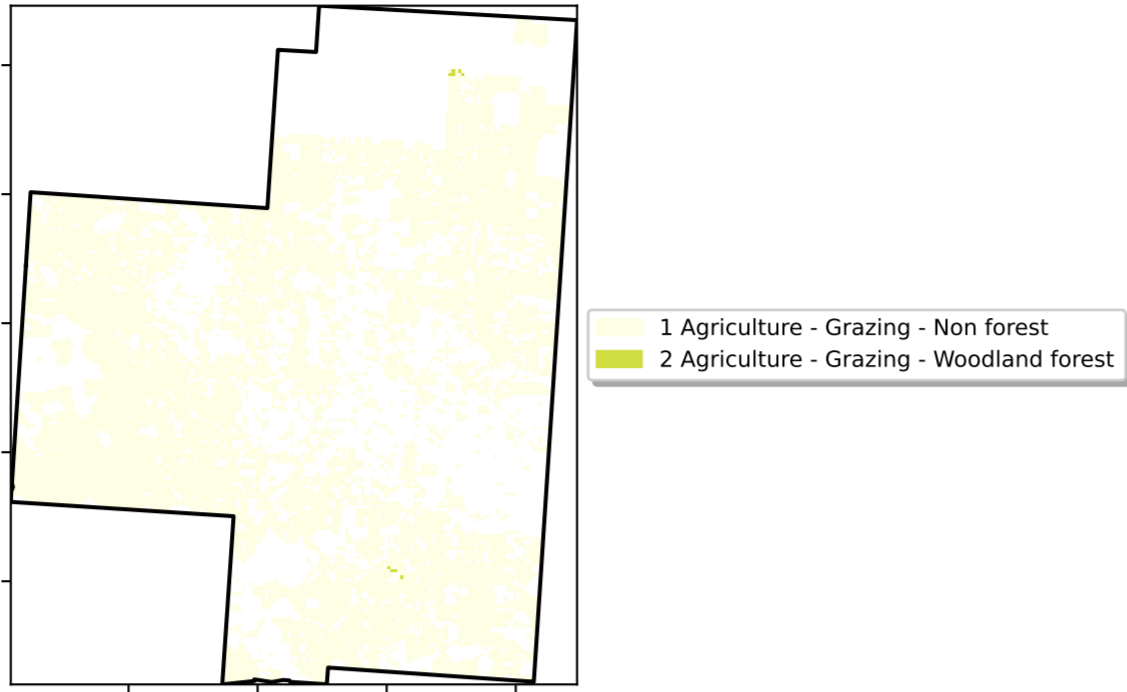 1 Agriculture - Grazing - Non forest
2 Agriculture - Grazing - Woodland forest